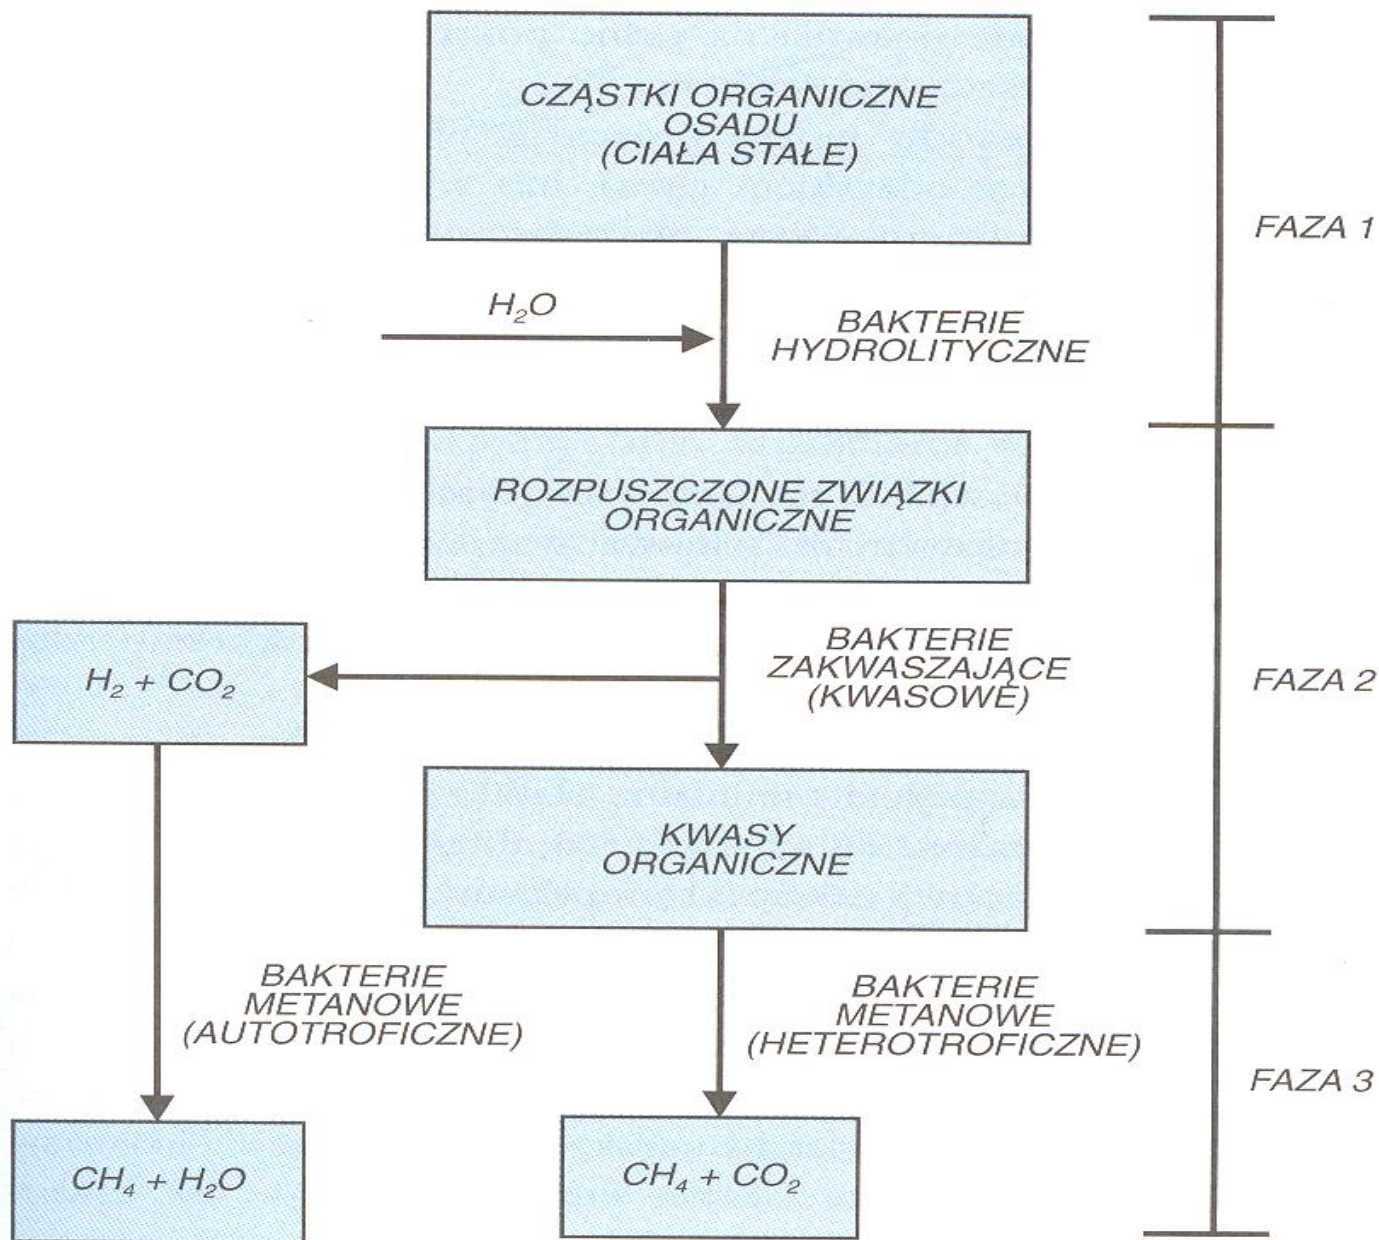 CZĄSTKI ORGANICZNE
OSADU
(CIAŁA STAŁE)
FAZA 1
H₂O
BAKTERIE
HYDROLITYCZNE
ROZPUSZCZONE ZWIĄZKI
ORGANICZNE
BAKTERIE
ZAKWASZAJĄCE
(KWASOWE)
H₂ + CO₂
FAZA 2
KWASY
ORGANICZNE
BAKTERIE
METANOWE
(AUTOTROFICZNE)
BAKTERIE
METANOWE
(HETEROTROFICZNE)
FAZA 3
CH₄ + H₂O
CH₄ + CO₂